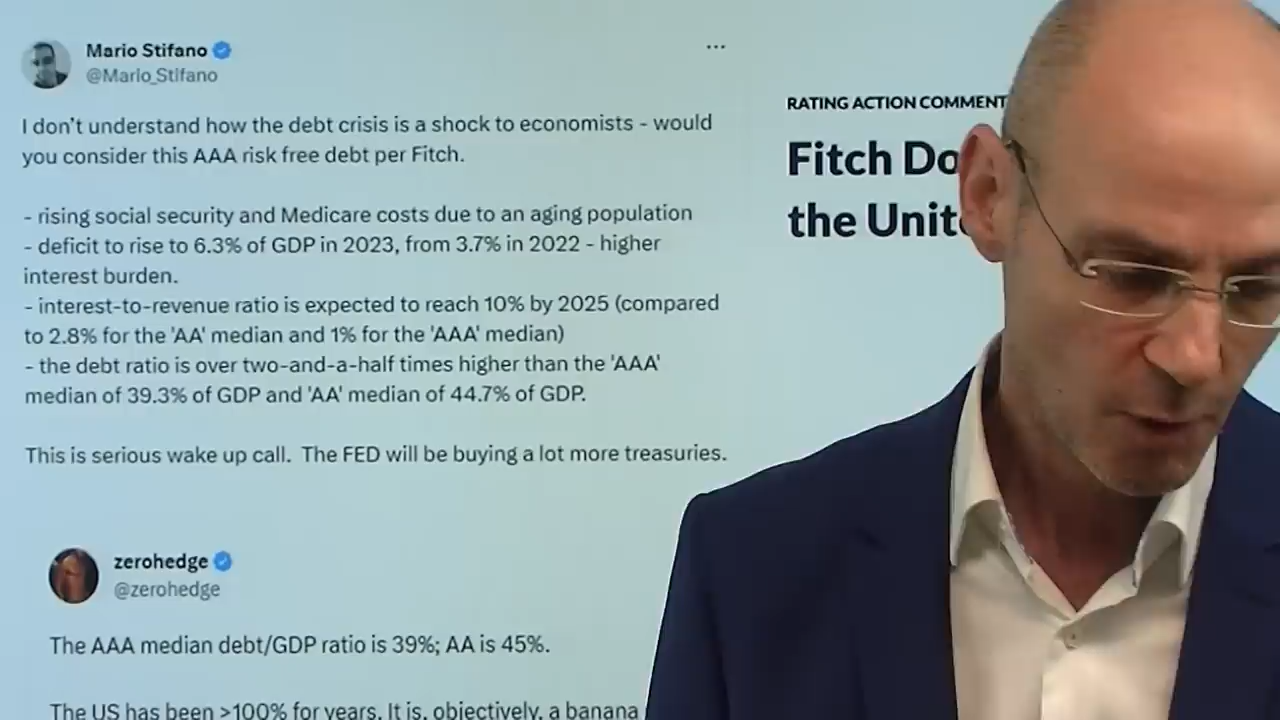 Mario Stifano
@Mario_Stifano
I don't understand how the debt crisis is a shock to economists - would
you consider this AAA risk free debt per Fitch.
- rising social security and Medicare costs due to an aging population
- deficit to rise to 6.3% of GDP in 2023, from 3.7% in 2022 - higher
interest burden.
- interest-to-revenue ratio is expected to reach 10% by 2025 (compared
to 2.8% for the 'AA' median and 1% for the 'AAA' median)
- the debt ratio is over two-and-a-half times higher than the 'AAA'
median of 39.3% of GDP and 'AA' median of 44.7% of GDP.
This is serious wake up call. The FED will be buying a lot more treasuries.
RATING ACTION COMMENT
Fitch Do
the Unite
zerohedge
@zerohedge
The AAA median debt/GDP ratio is 39%; AA is 45%.
The US has been >100% for years. It is, objectively, a banana